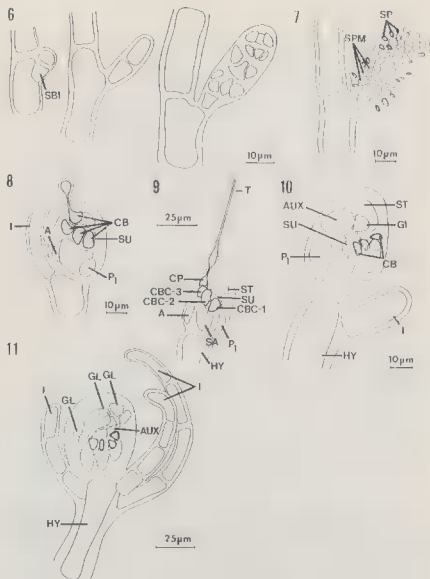 6
SBI
10μm
7
SP
SPM
10μm
8
I
A
CB
SU
P1
10μm
9
25μm
T
CP
CBC-3
CBC-2
A
ST
SU
CBC-1
SA
P1
HY
10
AUX
SU
P1
ST
GI
CB
I
HY
10μm
11
I
GL
GL
GL
I
AUX
HY
25μm